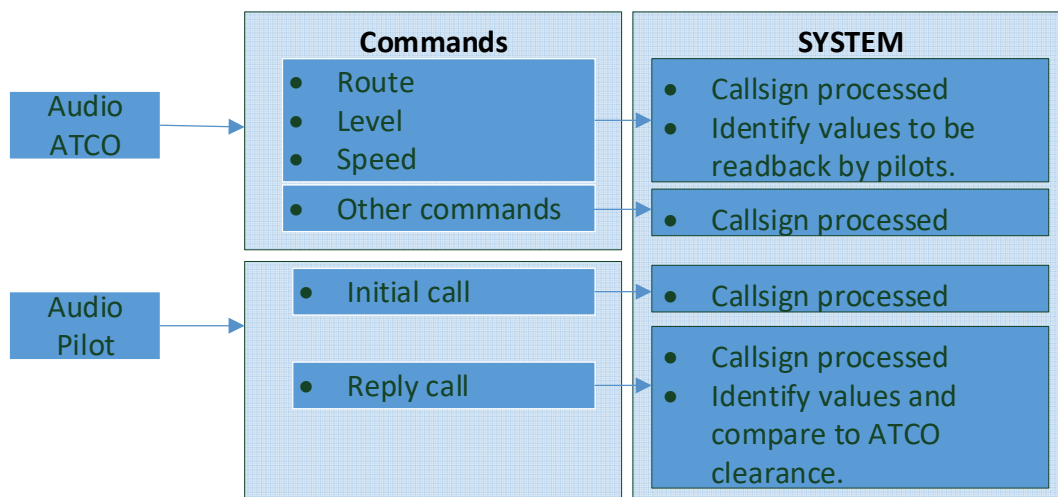 Commands
SYSTEM
Audio
ATCO
• Route
• Level
• Speed
• Callsign processed
• Identify values to be
readback by pilots.
• Other commands
• Callsign processed
Audio
Pilot
• Initial call
• Callsign processed
• Reply call
• Callsign processed
• Identify values and
compare to ATCO
clearance.